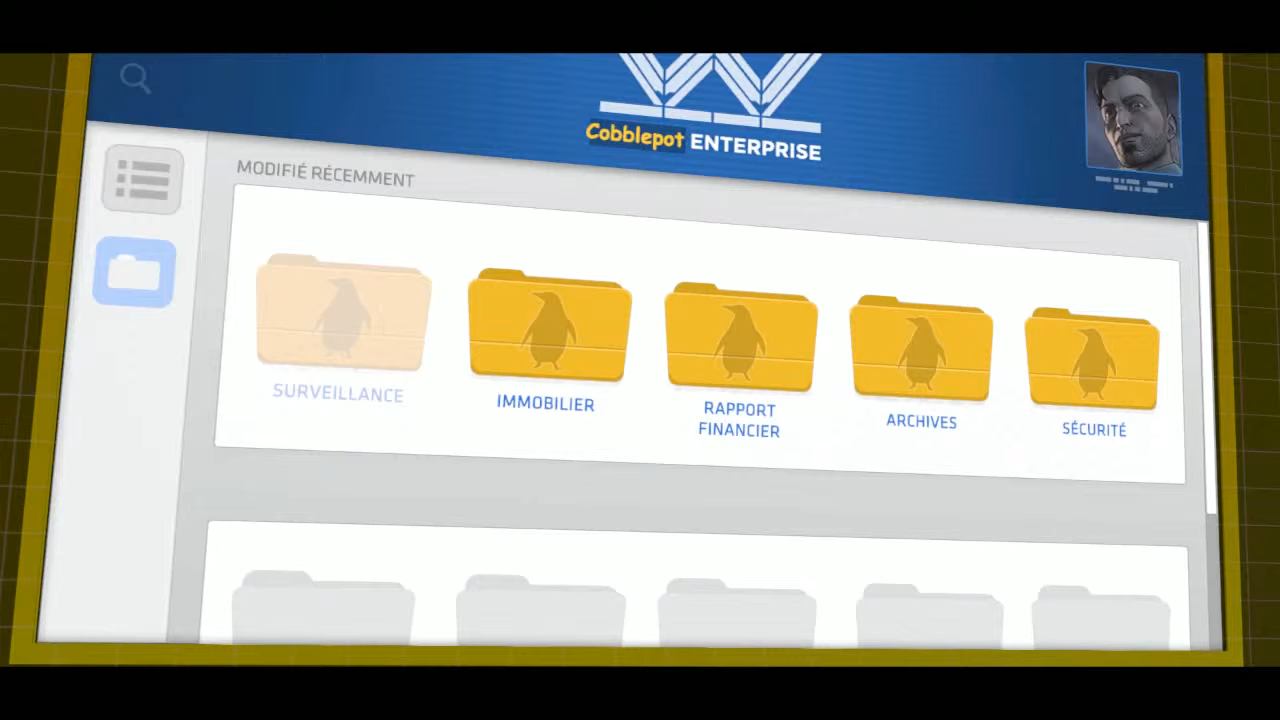 Cobblepot ENTERPRISE
MODIFIÉ RÉCEMMENT
SURVEILLANCE
IMMOBILIER
RAPPORT
FINANCIER
ARCHIVES
SÉCURITÉ